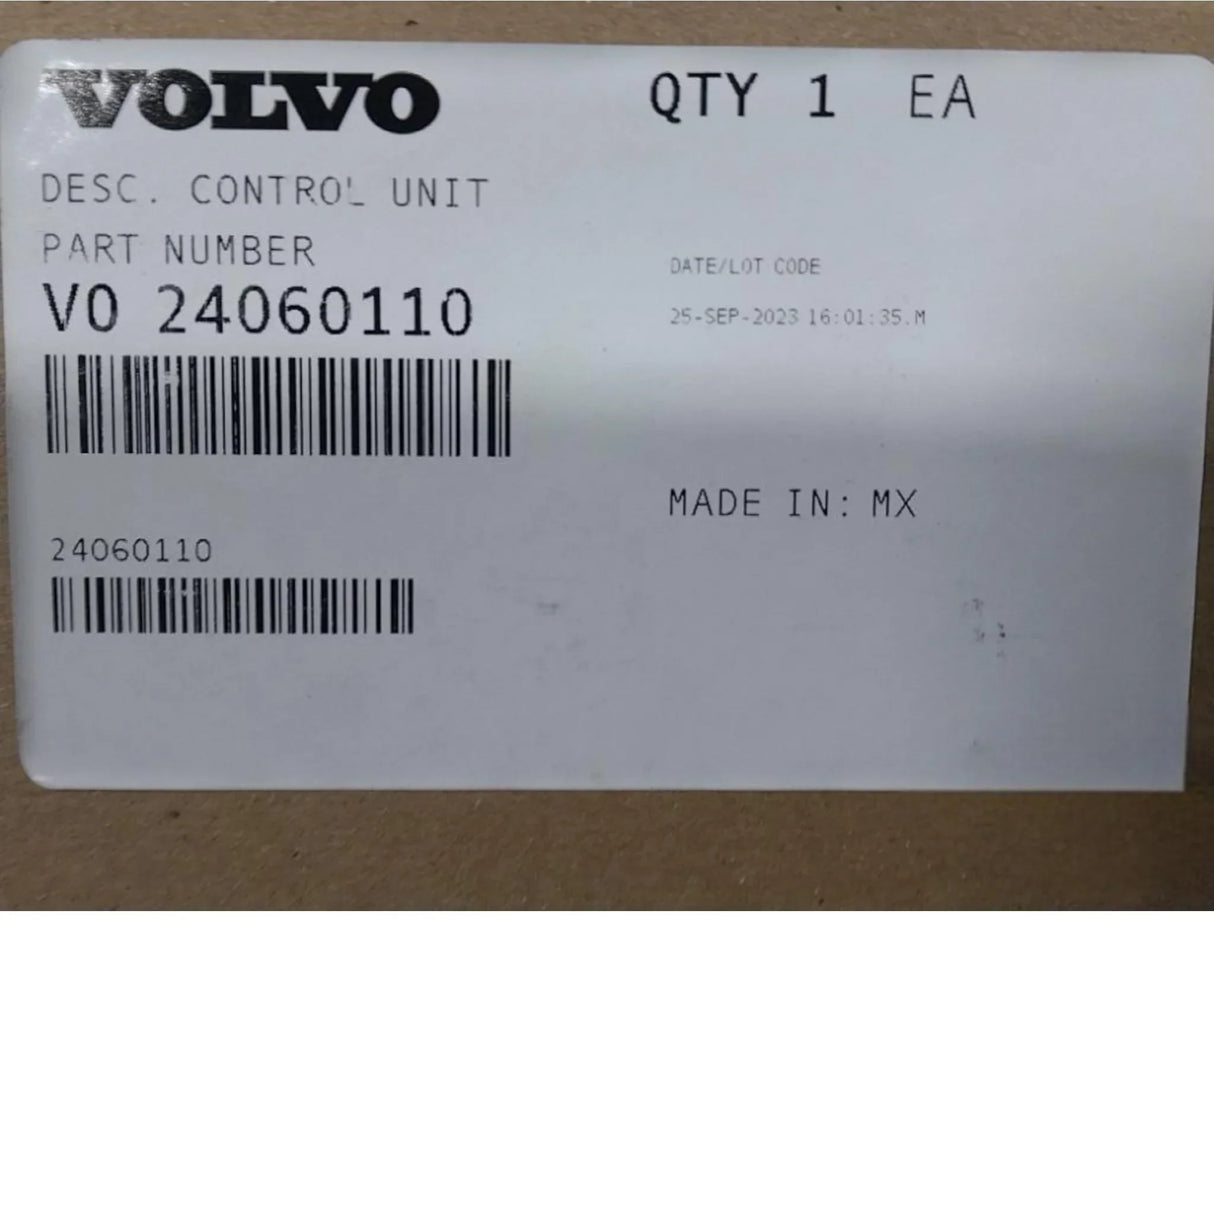 VOLVO
QTY 1 EA
DESC. CONTROL UNIT
PART NUMBER
VO 24060110
DATE/LOT CODE
25-SEP-2023 16:01:35.M
MADE IN: MX
24060110